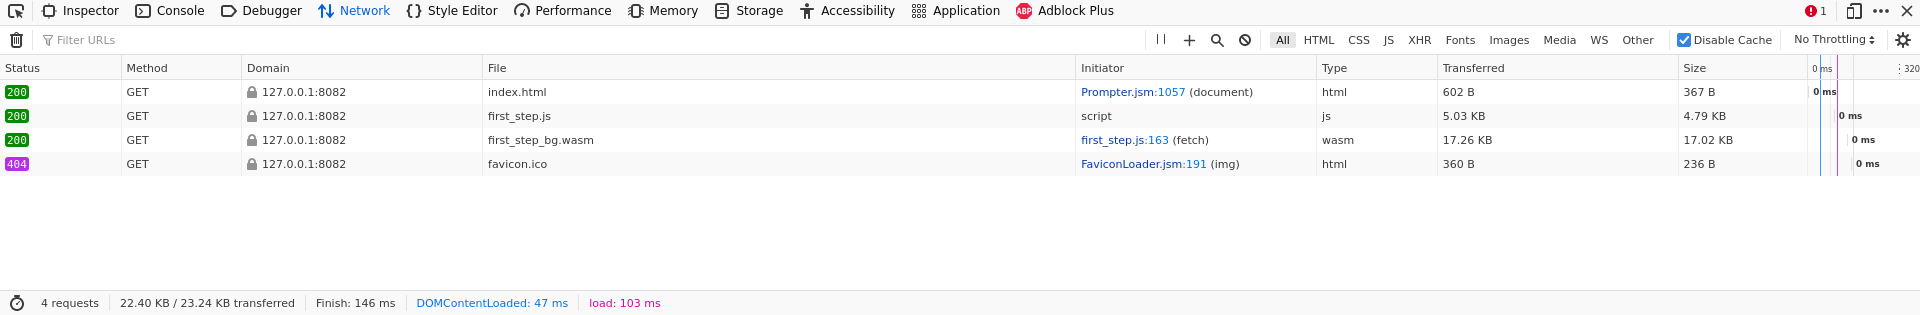 Inspector Console Debugger Network Style Editor Performance Memory Storage Accessibility Application ABP Adblock Plus 1
Filter URLs All HTML CSS JS XHR Fonts Images Media WS Other Disable Cache No Throttling
Status Method Domain File Initiator Type Transferred Size 0 ms 320
200 GET 127.0.0.1:8082 index.html Prompter.jsm:1057 (document) html 602 B 367 B 0 ms
200 GET 127.0.0.1:8082 first_step.js script js 5.03 KB 4.79 KB 0 ms
200 GET 127.0.0.1:8082 first_step_bg.wasm first_step.js:163 (fetch) wasm 17.26 KB 17.02 KB 0 ms
404 GET 127.0.0.1:8082 favicon.ico FaviconLoader.jsm:191 (img) html 360 B 236 B 0 ms
4 requests 22.40 KB / 23.24 KB transferred Finish: 146 ms DOMContentLoaded: 47 ms load: 103 ms